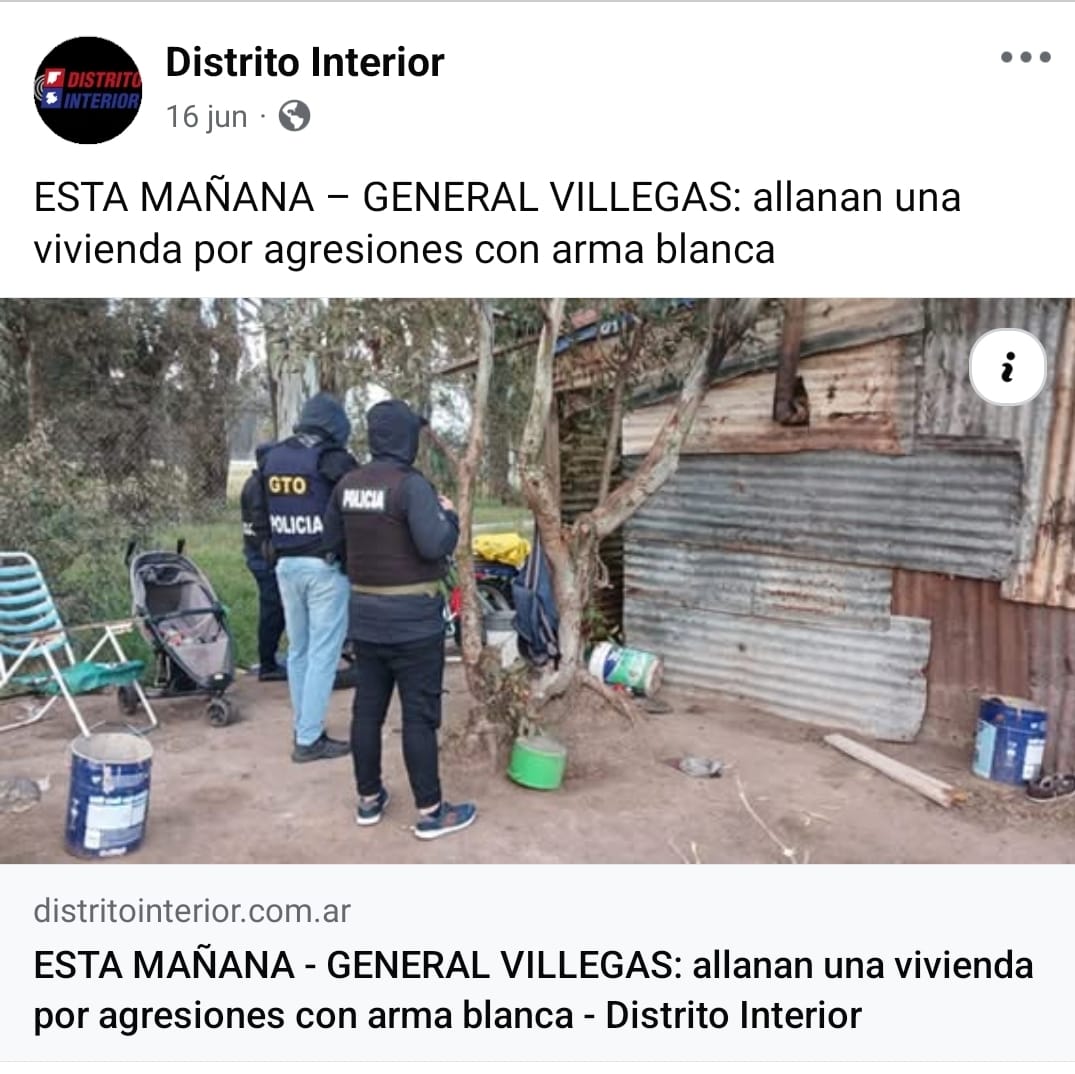 DISTRITO
INTERIOR
Distrito Interior
16 jun ·
ESTA MAÑANA – GENERAL VILLEGAS: allanan una
vivienda por agresiones con arma blanca
GTO
POLICIA
POLICIA
distritointerior.com.ar
ESTA MAÑANA - GENERAL VILLEGAS: allanan una vivienda
por agresiones con arma blanca - Distrito Interior